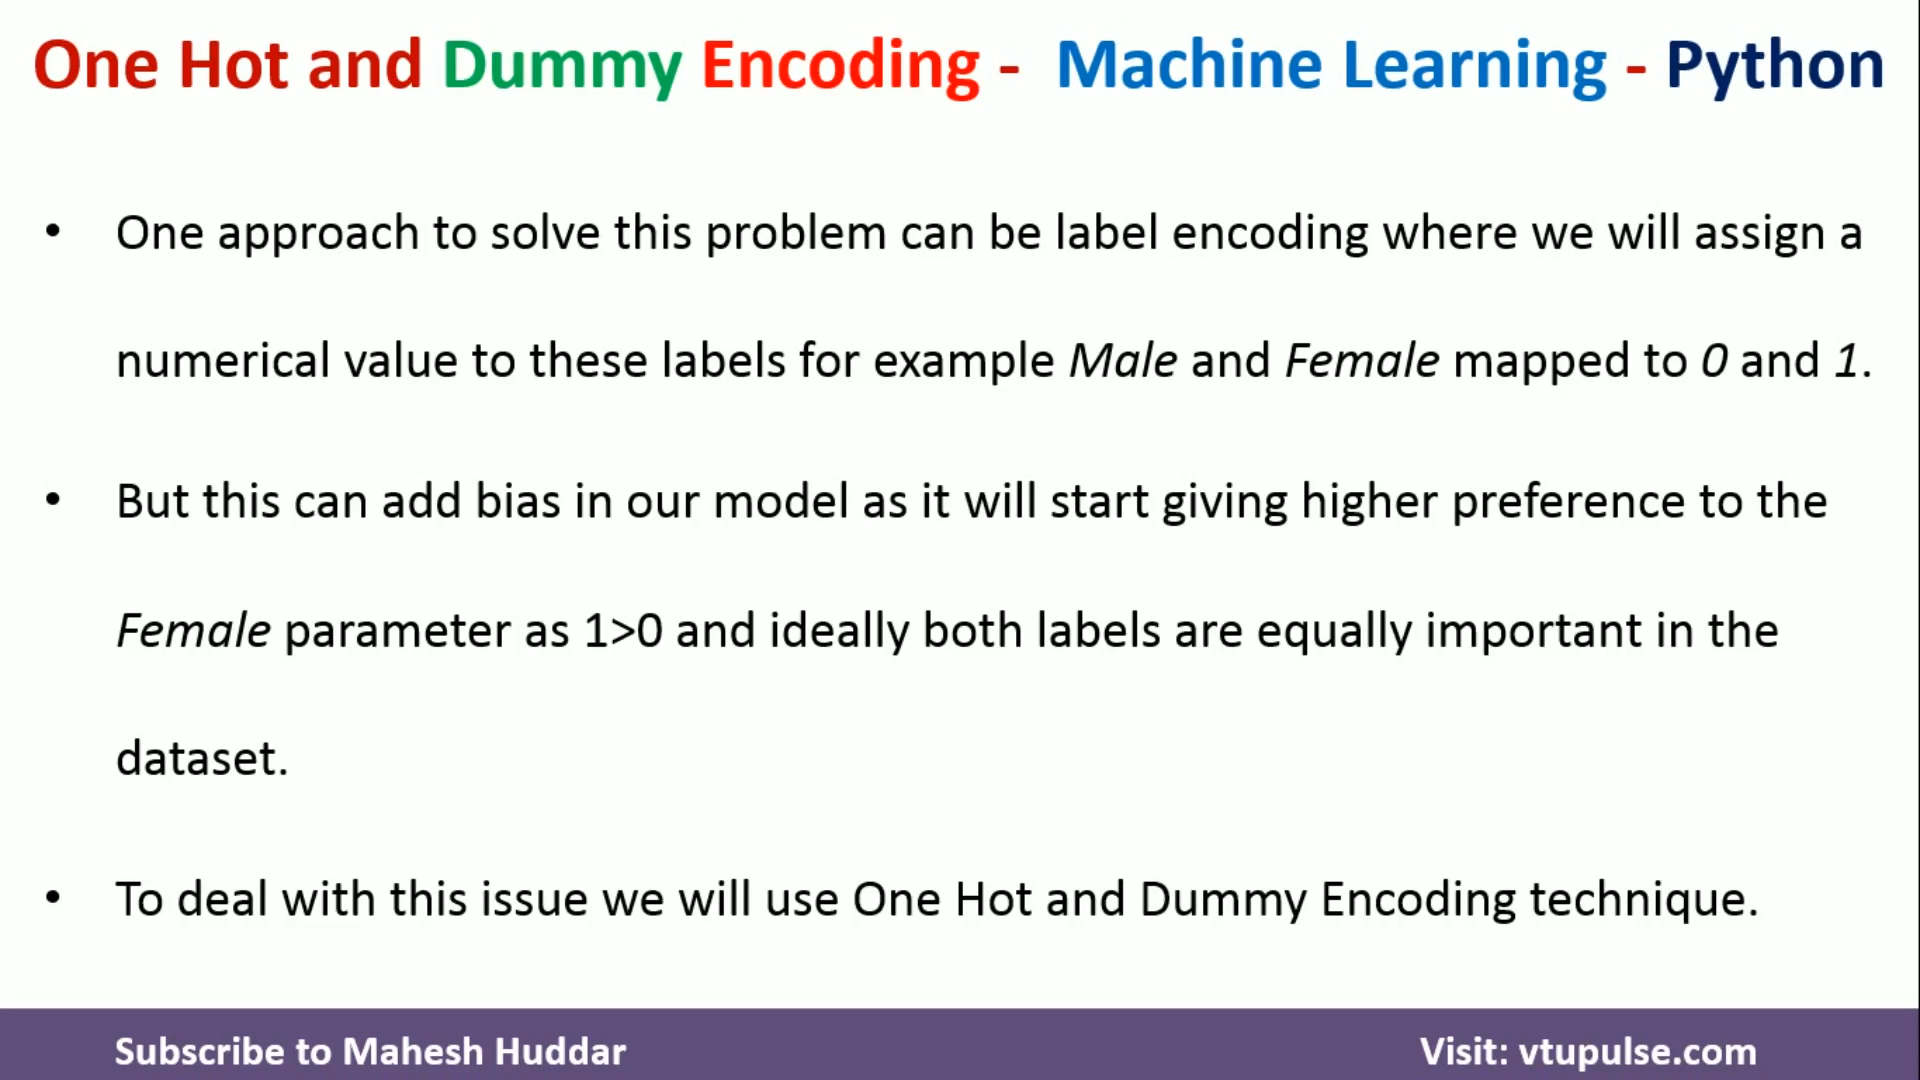 One Hot and Dummy Encoding - Machine Learning - Python
• One approach to solve this problem can be label encoding where we will assign a
numerical value to these labels for example Male and Female mapped to 0 and 1.
• But this can add bias in our model as it will start giving higher preference to the
Female parameter as 1>0 and ideally both labels are equally important in the
dataset.
• To deal with this issue we will use One Hot and Dummy Encoding technique.
Subscribe to Mahesh Huddar
Visit: vtupulse.com